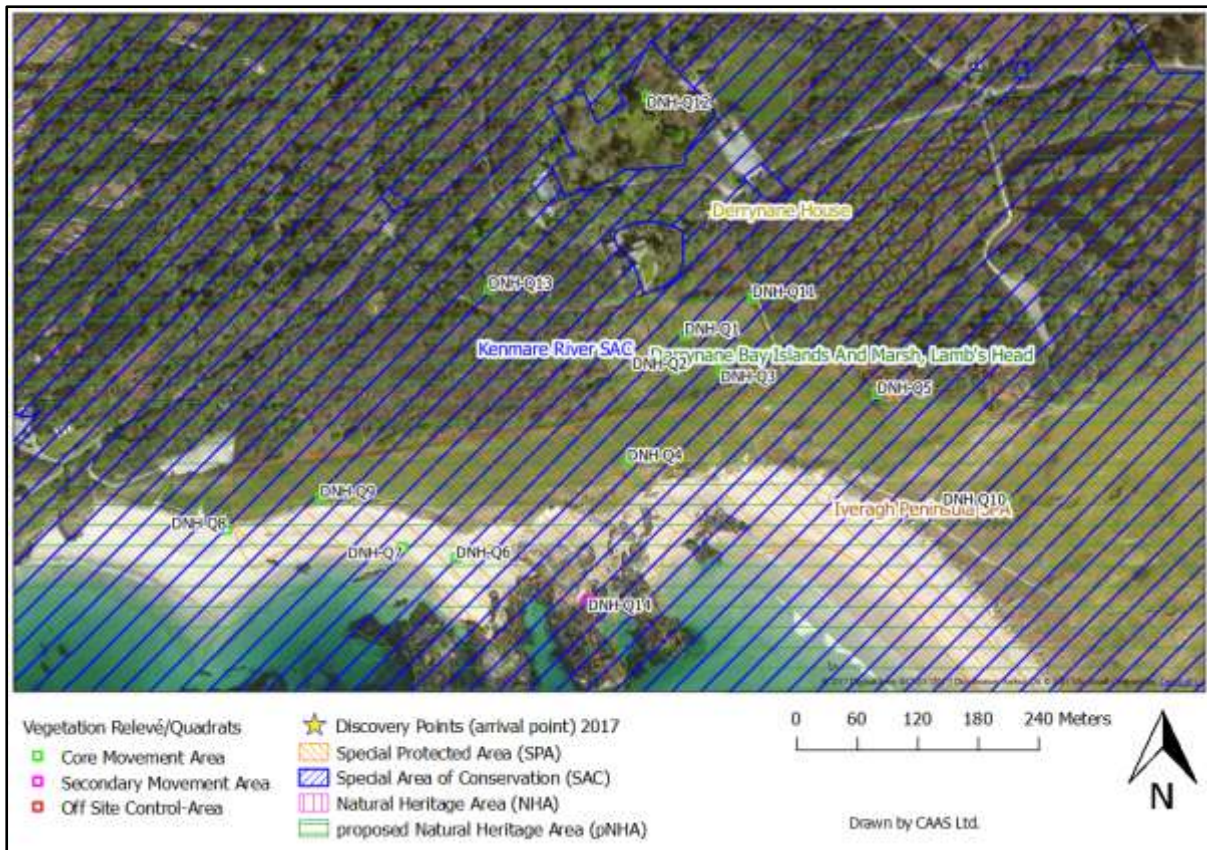 DNH-Q12
Derrynane House
DNH-Q13
DNH-Q11
DNH-Q1
Kenmare River SAC
Derrynane Bay Islands And Marsh, Lamb's Head
DNH-Q2
DNH-Q3
DNH-Q5
DNH-Q4
DNH-Q9
DNH-Q10
Iveragh Peninsula SPA
DNH-Q8
DNH-Q7
DNH-Q6
DNH-Q14
Vegetation Relevé/Quadrats
Core Movement Area
Secondary Movement Area
Off Site Control-Area
Discovery Points (arrival point) 2017
Special Protected Area (SPA)
Special Area of Conservation (SAC)
Natural Heritage Area (NHA)
proposed Natural Heritage Area (pNHA)
0 60 120 180 240 Meters
Drawn by CAAS Ltd.
N